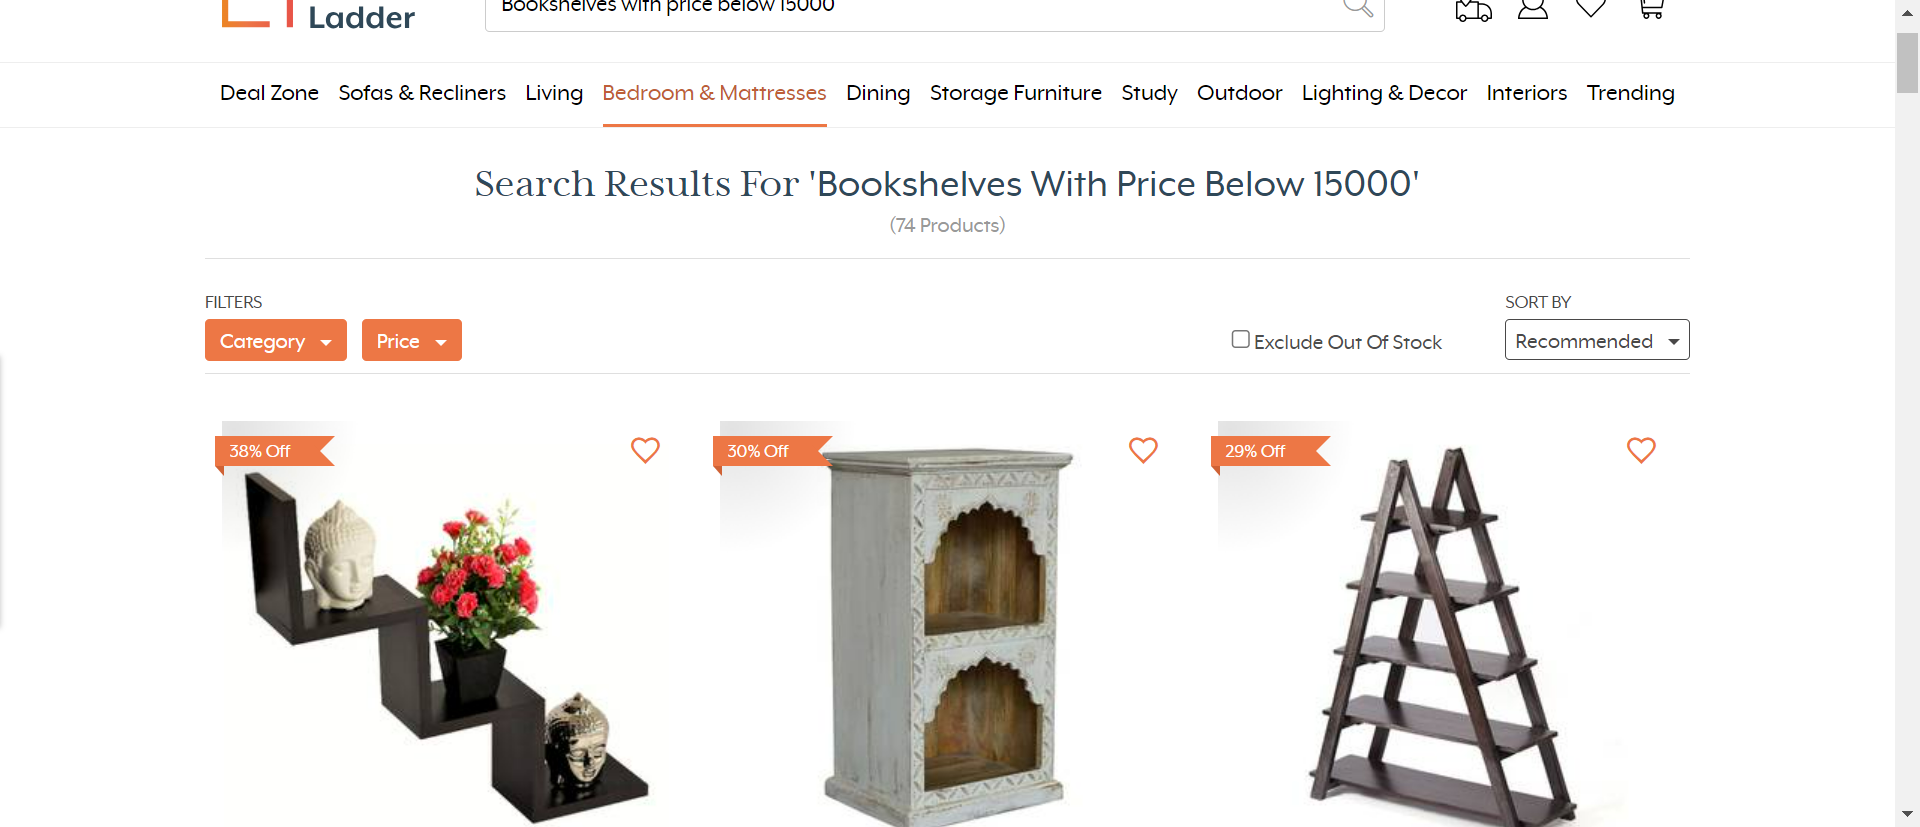 Ladder
Bookshelves with price below 15000
Deal Zone Sofas & Recliners Living Bedroom & Mattresses Dining Storage Furniture Study Outdoor Lighting & Decor Interiors Trending
Search Results For 'Bookshelves With Price Below 15000'
(74 Products)
FILTERS
SORT BY
Category Price Exclude Out Of Stock Recommended
38% Off
30% Off
29% Off